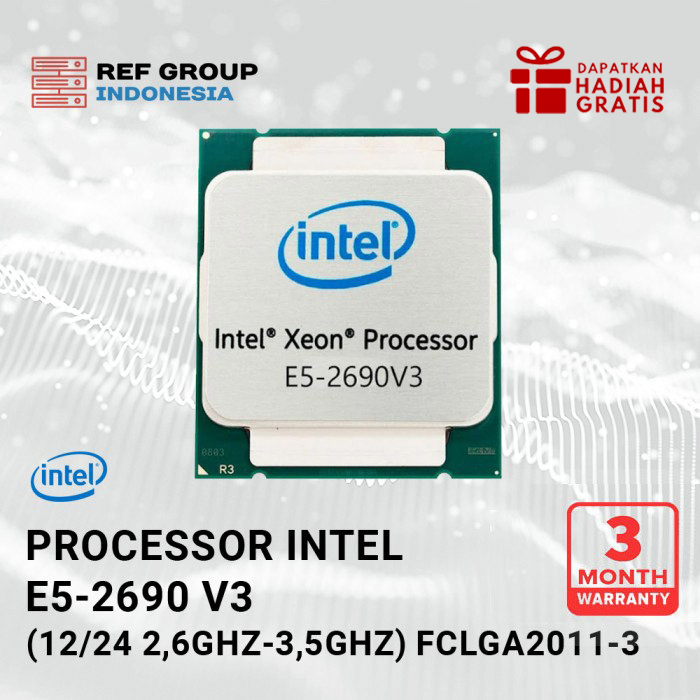 REF GROUP
INDONESIA
DAPATKAN
HADIAH
GRATIS
intel
Intel® Xeon® Processor
E5-2690V3
R3
intel
PROCESSOR INTEL
E5-2690 V3
(12/24 2,6GHZ-3,5GHZ) FCLGA2011-3
3
MONTH
WARRANTY